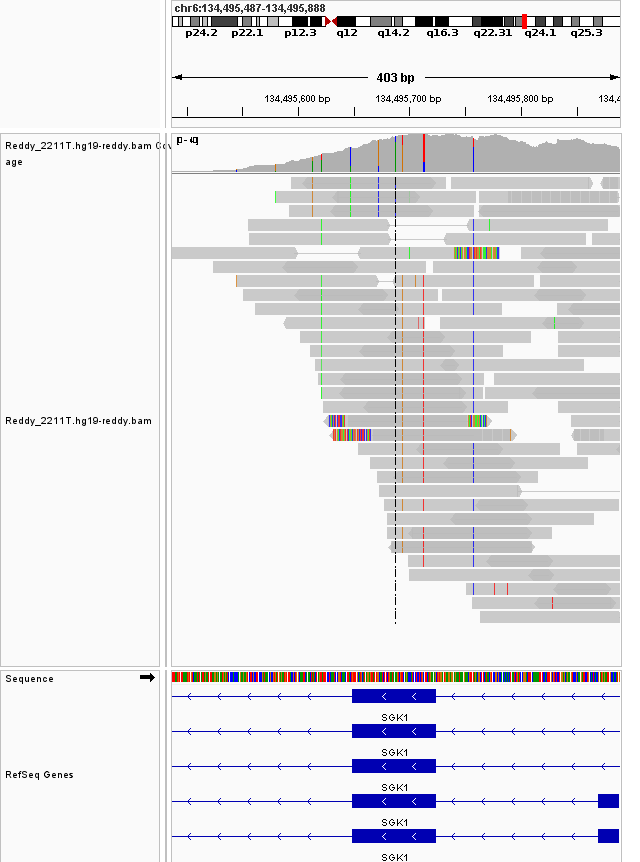 chr6:134,495,487-134,495,888
p24.2 p22.1 p12.3 q12 q14.2 q16.3 q22.31 q24.1 q25.3
403 bp
134,495,600 bp 134,495,700 bp 134,495,800 bp 134,4
Reddy_2211T.hg19-reddy.bam Cov
age
Reddy_2211T.hg19-reddy.bam
Sequence
SGK1
SGK1
SGK1
RefSeq Genes
SGK1
SGK1